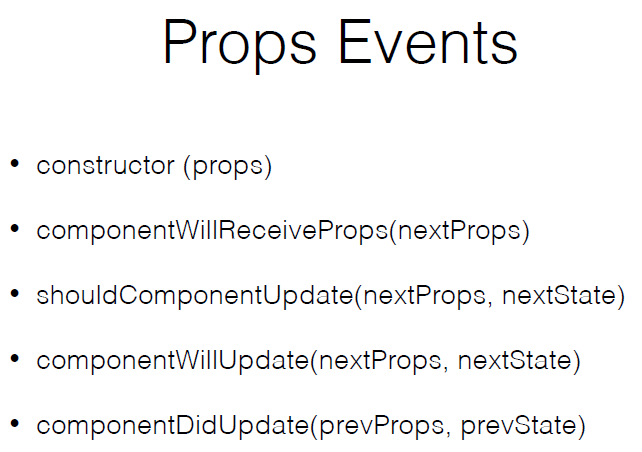 Props Events
• constructor (props)
• componentWillReceiveProps(nextProps)
• shouldComponentUpdate(nextProps, nextState)
• componentWillUpdate(nextProps, nextState)
• componentDidUpdate(prevProps, prevState)